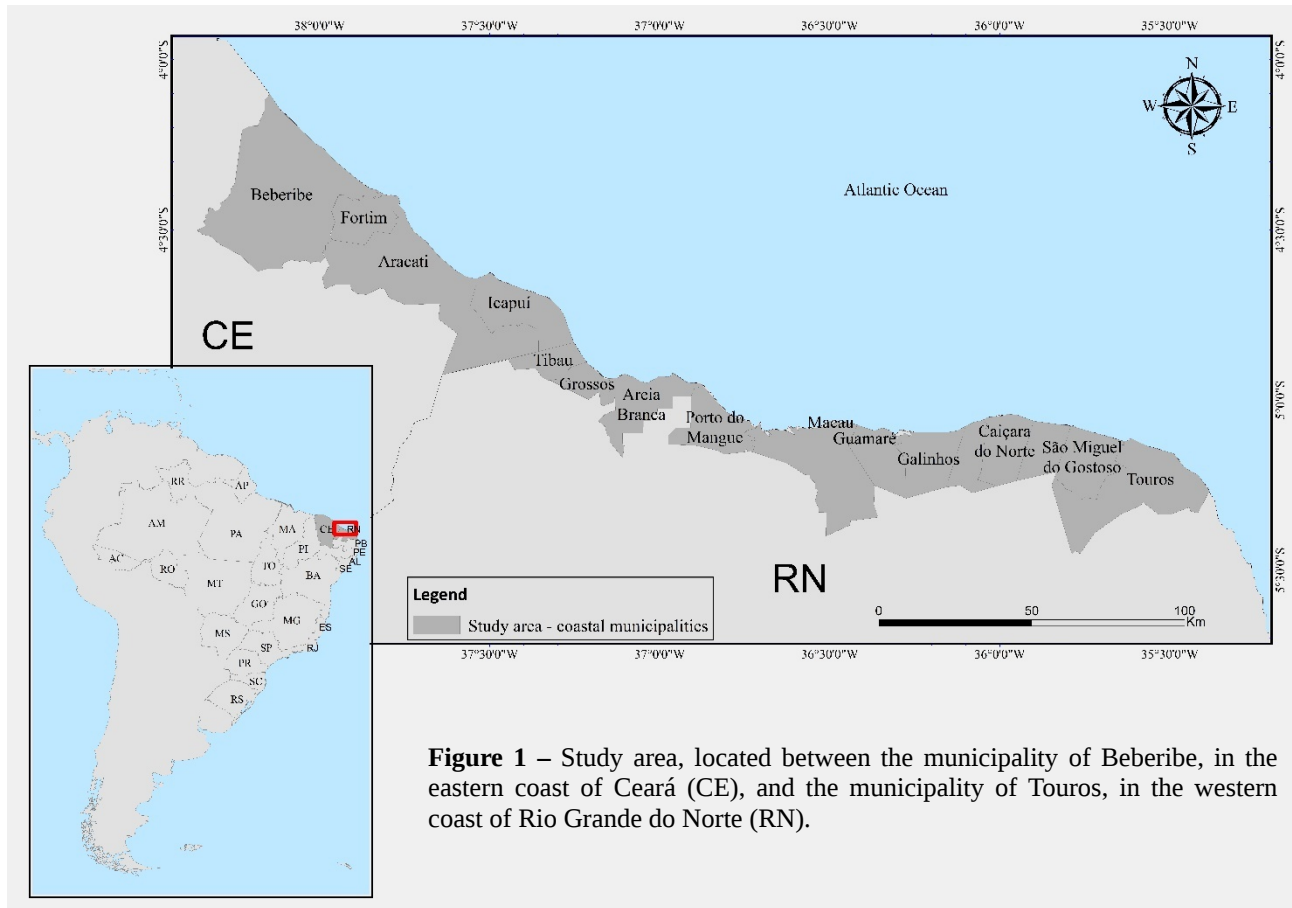 38°0'0"W 37°30'0"W 37°0'0"W 36°30'0"W 36°0'0"W 35°30'0"W
4°0'0"S 4°0'0"S
N
W E
S
Atlantic Ocean
Beberibe
Fortim
4°30'0"S 4°30'0"S
Aracati
Icapuí
CE
Tibau
Grossos
Areia
Branca
Porto do
Mangue
Macau
Guamaré
Galinhos
Caiçara
do Norte
São Miguel
do Gostoso
Touros
5°0'0"S
5°30'0"S
RN
0 50 100
Km
Legend
Study area - coastal municipalities
37°30'0"W 37°0'0"W 36°30'0"W 36°0'0"W 35°30'0"W
RR AP
AM PA MA CE RN
PB
PI PE
AC TO AL
RO SE
MT BA
GO
MG
MS ES
SP RJ
PR
SC
RS
Figure 1 – Study area, located between the municipality of Beberibe, in the
eastern coast of Ceará (CE), and the municipality of Touros, in the western
coast of Rio Grande do Norte (RN).